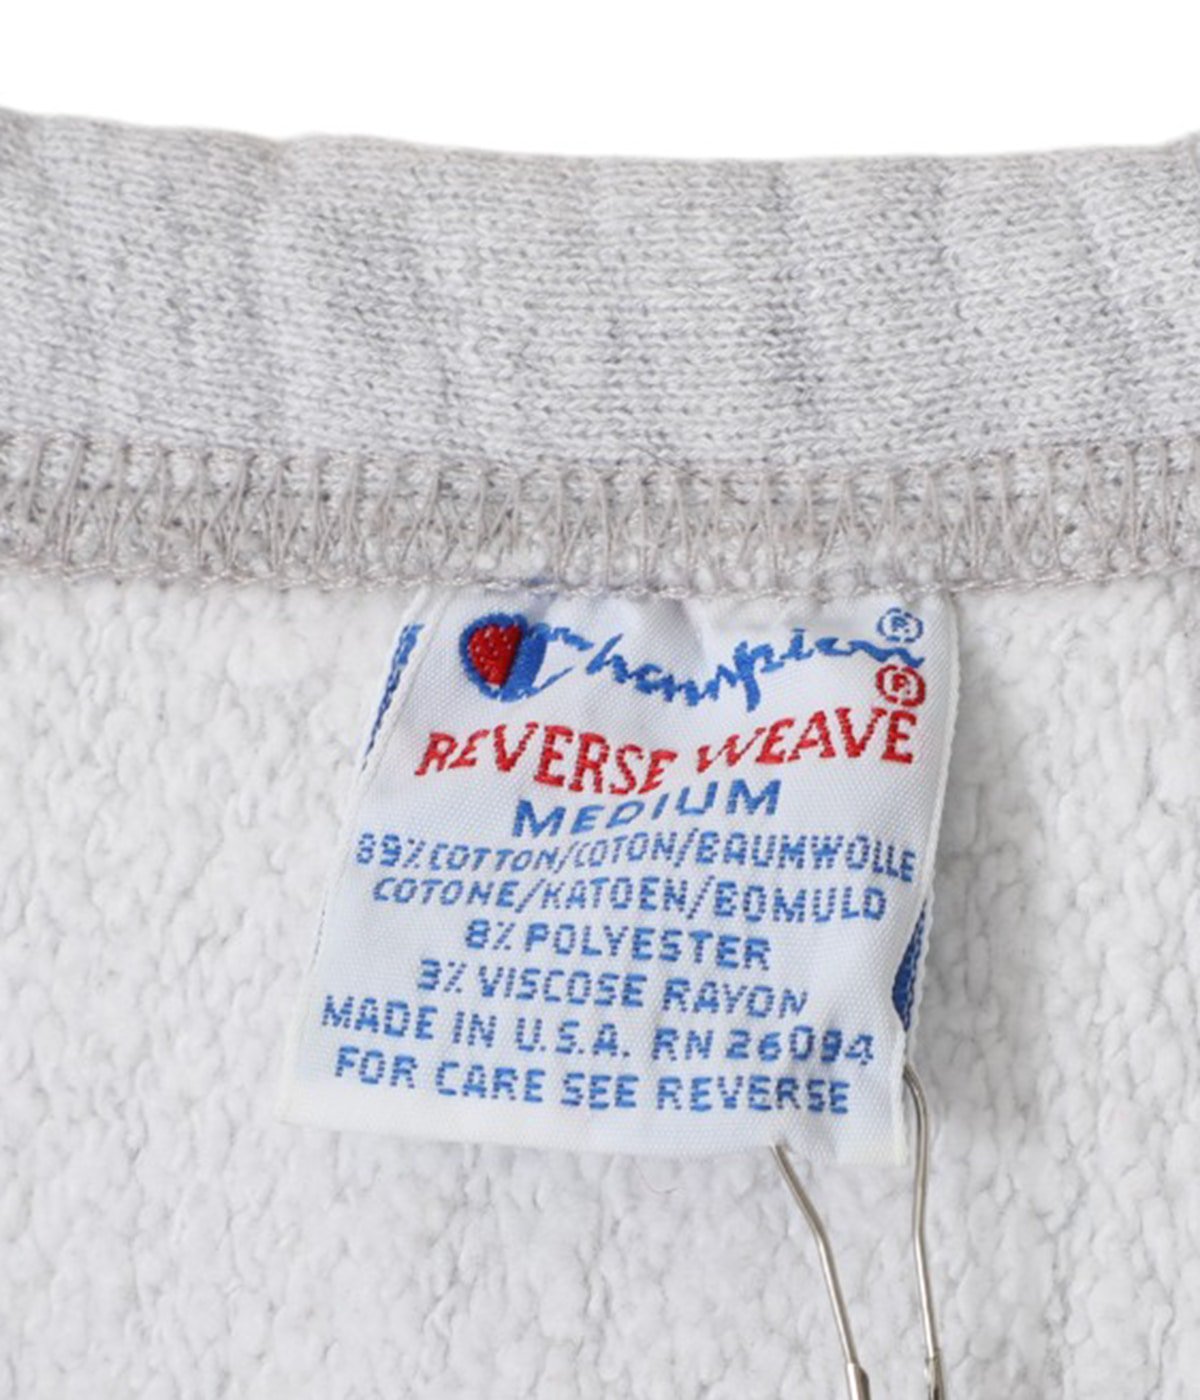 Champion®
®
REVERSE WEAVE
MEDIUM
89% COTTON/COTON/BAUMWOLLE
COTONE/KATOEN/BOMULD
8% POLYESTER
3% VISCOSE RAYON
MADE IN U.S.A. RN 26094
FOR CARE SEE REVERSE